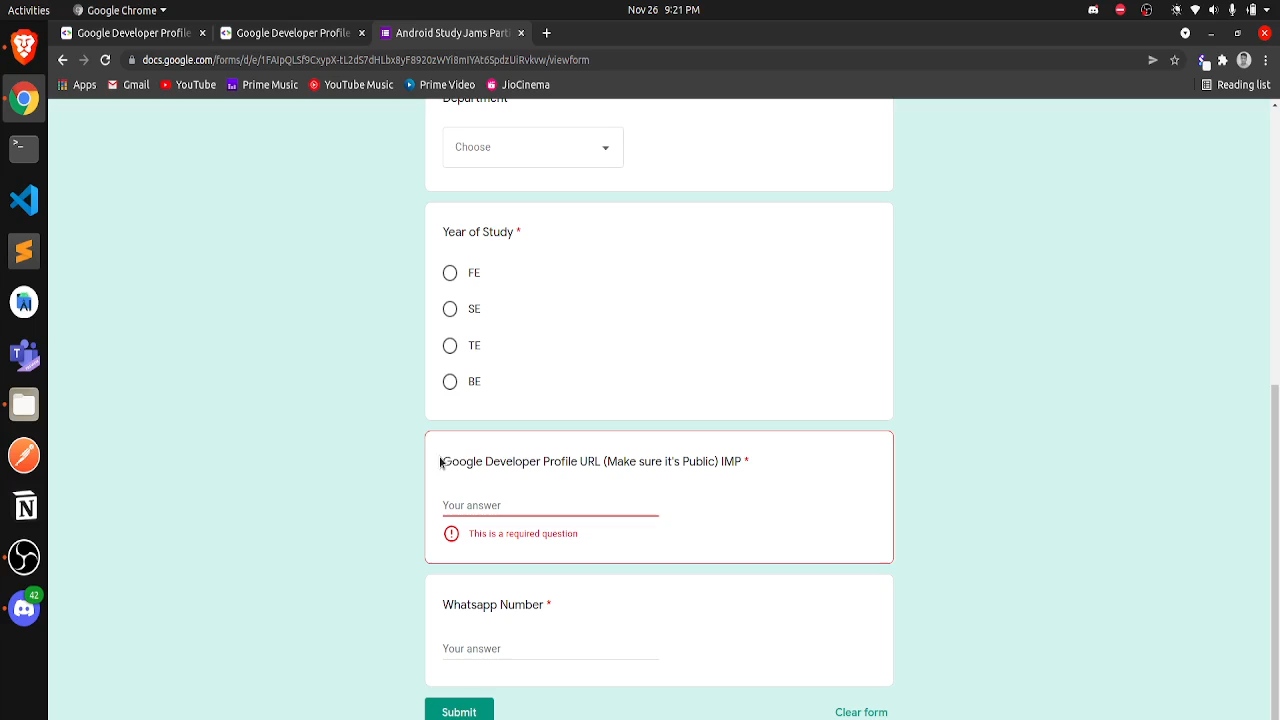 Activities
Google Chrome
Nov 26 9:21 PM
Google Developer Profile
Google Developer Profile
Android Study Jams Parti
docs.google.com/forms/d/e/1FAIpQLSf9CxypX-tL2dS7dHLbx8yF8920zWYi8mIYAt6SpdzUiRvkvw/viewform
Apps
Gmail
YouTube
Prime Music
YouTube Music
Prime Video
JioCinema
Reading list
Department
Choose
Year of Study *
FE
SE
TE
BE
Google Developer Profile URL (Make sure it's Public) IMP *
Your answer
This is a required question
Whatsapp Number *
Your answer
Submit
Clear form
42